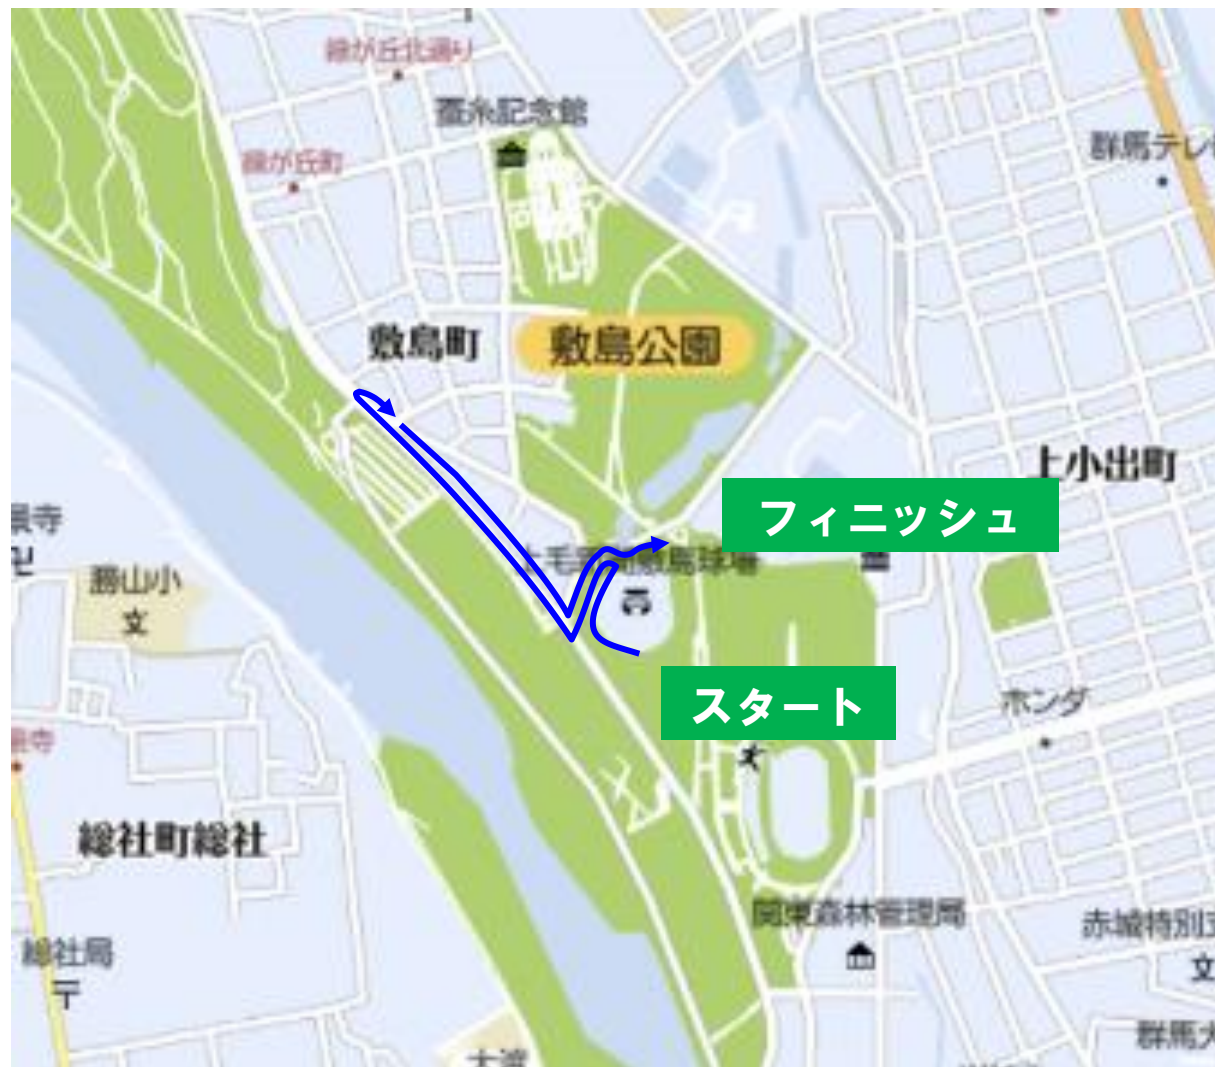 緑が丘北通り
蚕糸記念館
群馬テレ
緑が丘町
敷島町
敷島公園
上小出町
フィニッシュ
上毛新聞敷島球場
勝山小
文
スタート
ホンダ
総社町総社
関東森林管理局
赤城特別支
文
総社局
〒
群馬大
大渡